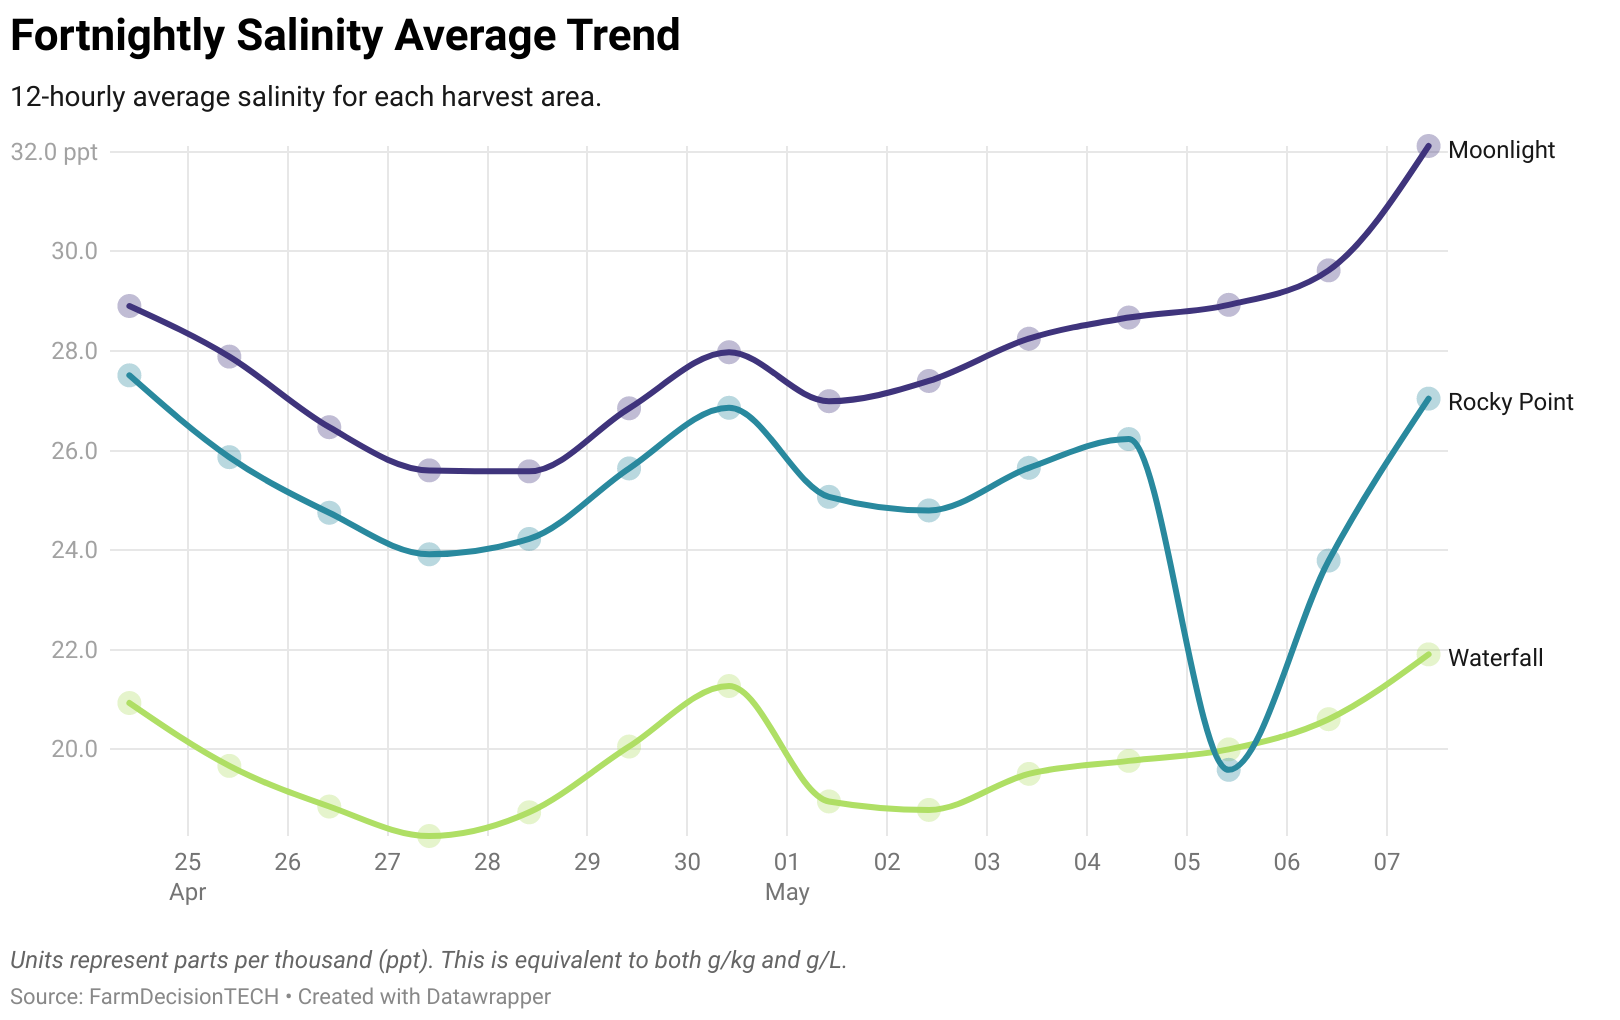 Fortnightly Salinity Average Trend
12-hourly average salinity for each harvest area.
32.0 ppt
Moonlight
30.0
28.0
Rocky Point
26.0
24.0
22.0
Waterfall
20.0
25 26 27 28 29 30 01 02 03 04 05 06 07
Apr May
Units represent parts per thousand (ppt). This is equivalent to both g/kg and g/L.
Source: FarmDecisionTECH • Created with Datawrapper